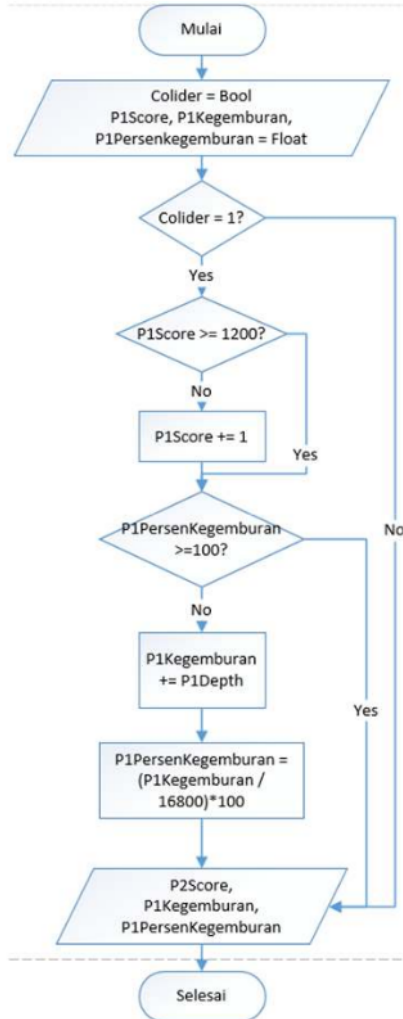 Mulai
Colider = Bool
P1Score, P1Kegemburan,
P1Persenkegemburan = Float
Colider = 1?
Yes
P1Score >= 1200?
No
P1Score += 1
Yes
P1PersenKegemburan
>=100?
No
No
P1Kegemburan
+= P1Depth
Yes
P1PersenKegemburan =
(P1Kegemburan /
16800)*100
P2Score,
P1Kegemburan,
P1PersenKegemburan
Selesai